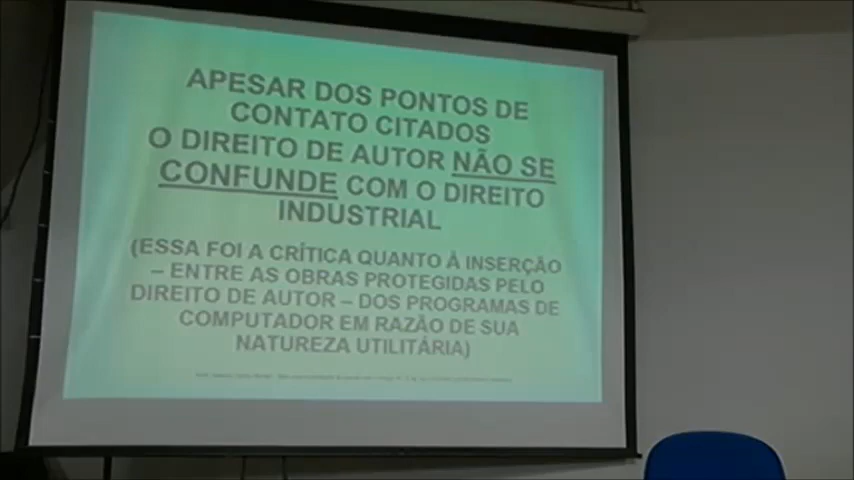 APESAR DOS PONTOS DE
CONTATO CITADOS
O DIREITO DE AUTOR NÃO SE
CONFUNDE COM O DIREITO
INDUSTRIAL
(ESSA FOI A CRÍTICA QUANTO À INSERÇÃO
– ENTRE AS OBRAS PROTEGIDAS PELO
DIREITO DE AUTOR – DOS PROGRAMAS DE
COMPUTADOR EM RAZÃO DE SUA
NATUREZA UTILITÁRIA)